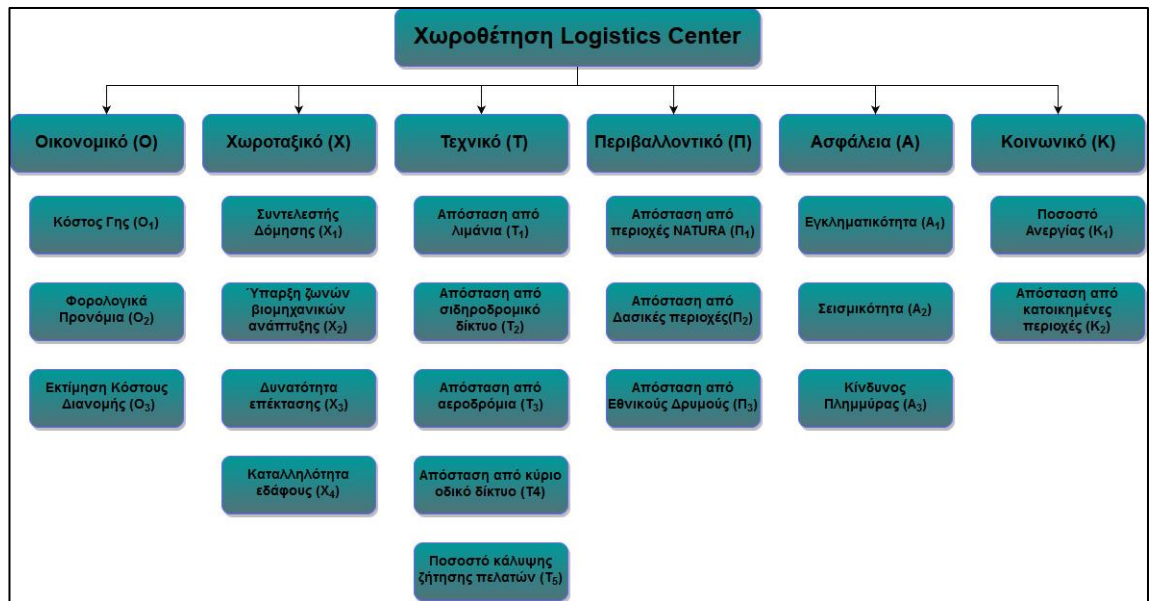 Χωροθέτηση Logistics Center
Οικονομικό (Ο)
Χωροταξικό (Χ)
Τεχνικό (Τ)
Περιβαλλοντικό (Π)
Ασφάλεια (Α)
Κοινωνικό (Κ)
Κόστος Γης (Ο₁)
Συντελεστής
Δόμησης (Χ₁)
Απόσταση από
λιμάνια (Τ₁)
Απόσταση από
περιοχές NATURA (Π₁)
Εγκληματικότητα (Α₁)
Ποσοστό
Ανεργίας (Κ₁)
Φορολογικά
Προνόμια (Ο₂)
Ύπαρξη ζωνών
βιομηχανικών
ανάπτυξης (Χ₂)
Απόσταση από
σιδηροδρομικό
δίκτυο (Τ₂)
Απόσταση από
Δασικές περιοχές(Π₂)
Σεισμικότητα (Α₂)
Απόσταση από
κατοικημένες
περιοχές (Κ₂)
Εκτίμηση Κόστους
Διανομής (Ο₃)
Δυνατότητα
επέκτασης (Χ₃)
Απόσταση από
αεροδρόμια (Τ₃)
Απόσταση από
Εθνικούς Δρυμούς (Π₃)
Κίνδυνος
Πλημμύρας (Α₃)
Καταλληλότητα
εδάφους (Χ₄)
Απόσταση από κύριο
οδικό δίκτυο (Τ4)
Ποσοστό κάλυψης
ζήτησης πελατών (Τ₅)